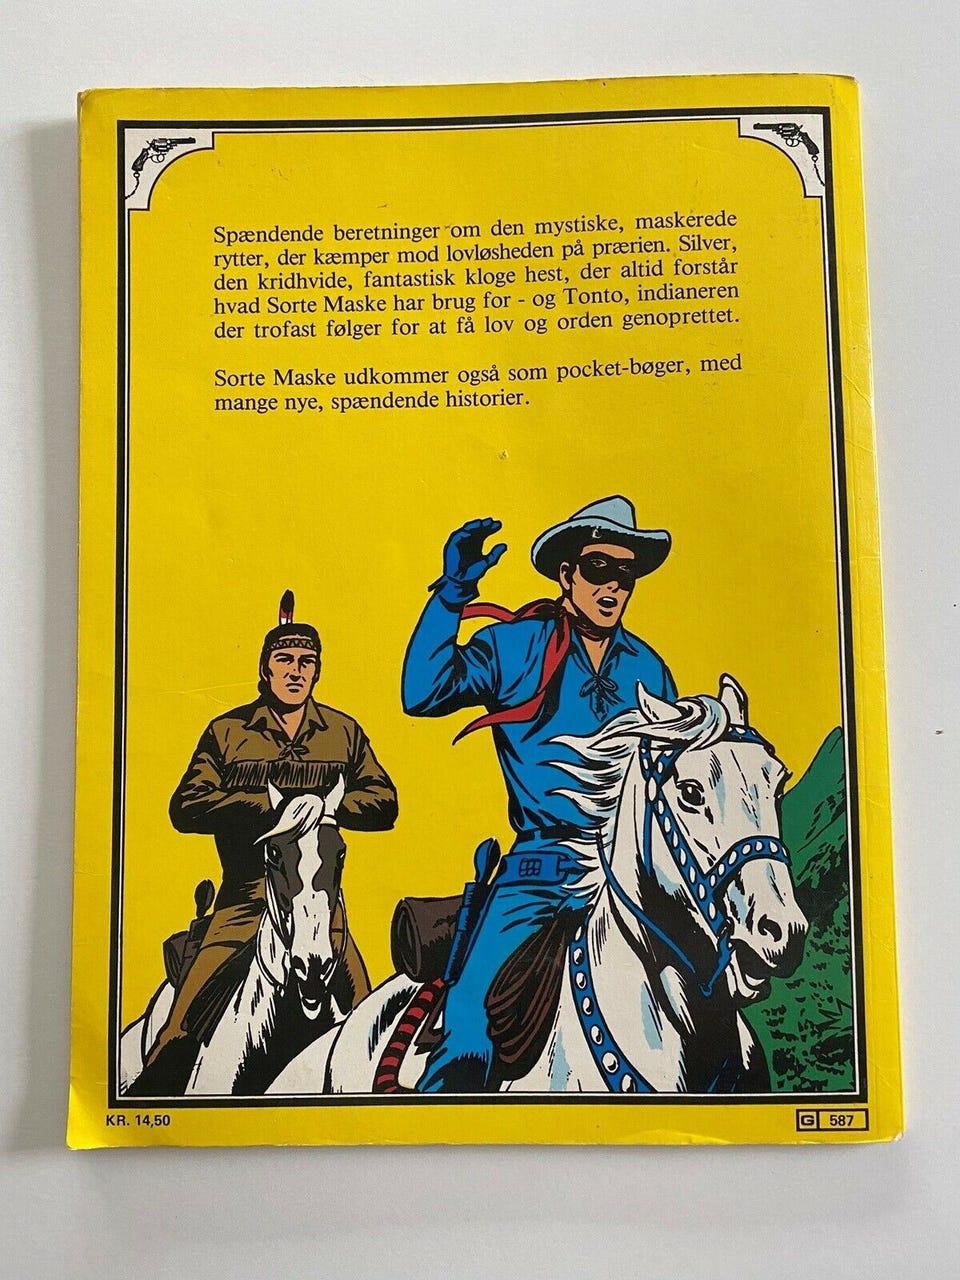 Spændende beretninger om den mystiske, maskerede
rytter, der kæmper mod lovløsheden på prærien. Silver,
den kridhvide, fantastisk kloge hest, der altid forstår
hvad Sorte Maske har brug for - og Tonto, indianeren
der trofast følger for at få lov og orden genoprettet.
Sorte Maske udkommer også som pocket-bøger, med
mange nye, spændende historier.
KR. 14,50
G 587